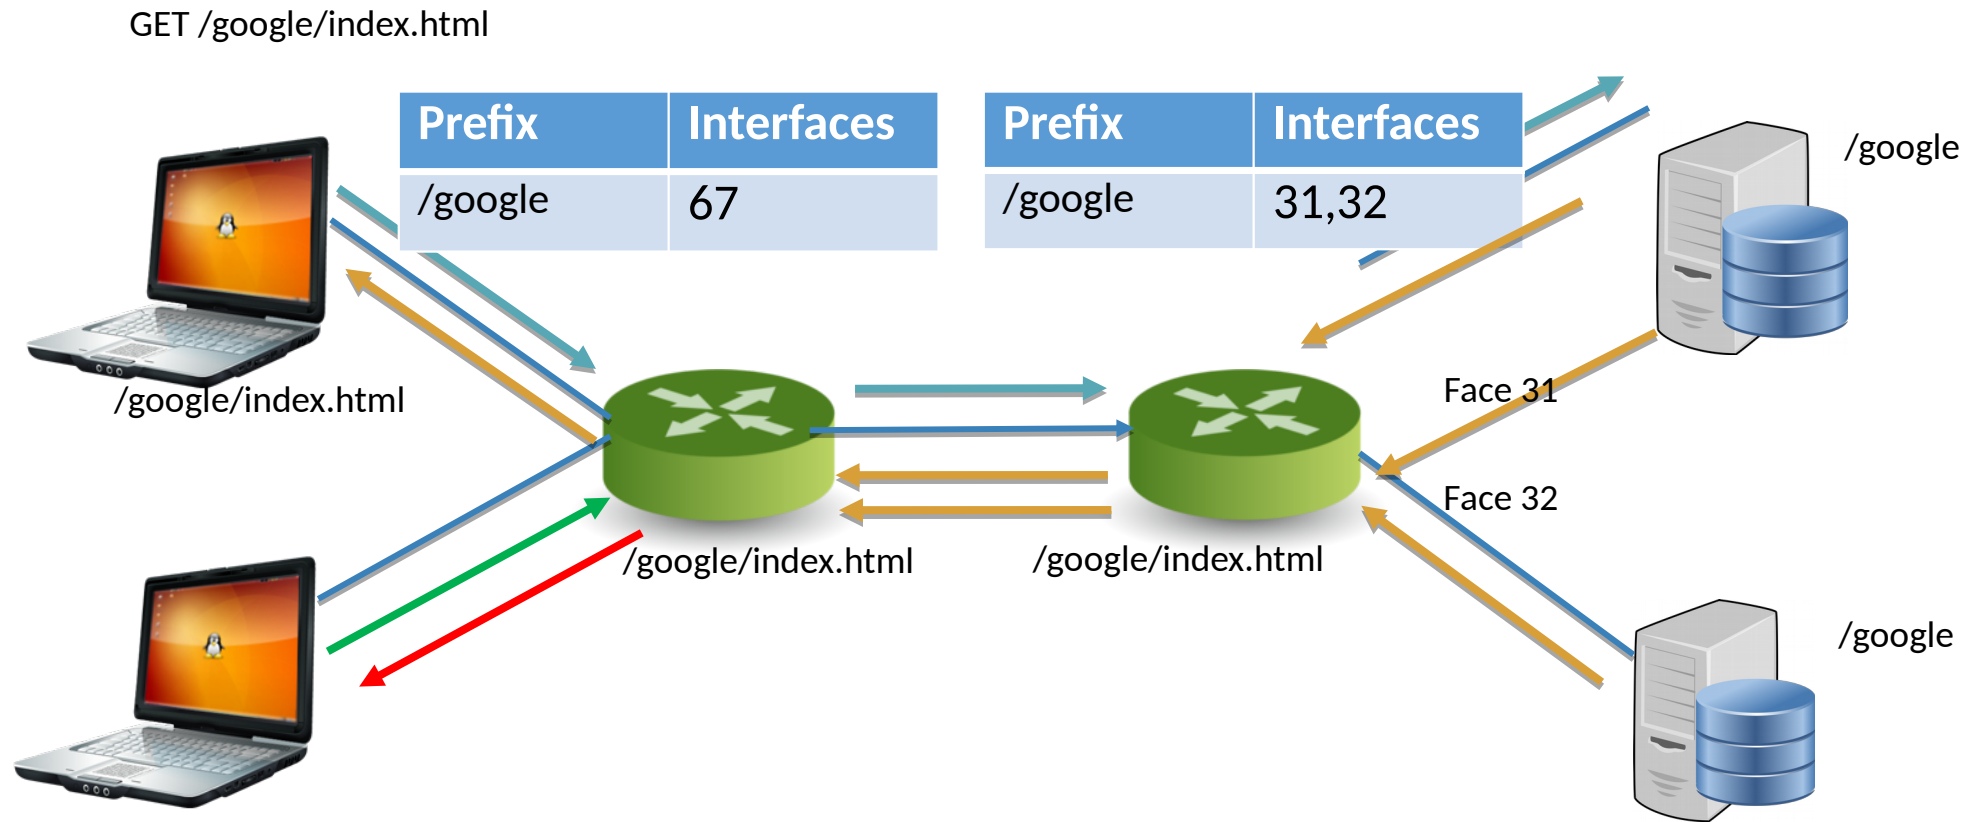 GET /google/index.html
Prefix Interfaces
/google 67
Prefix Interfaces
/google 31,32
/google
/google/index.html
Face 31
Face 32
/google/index.html
/google/index.html
/google